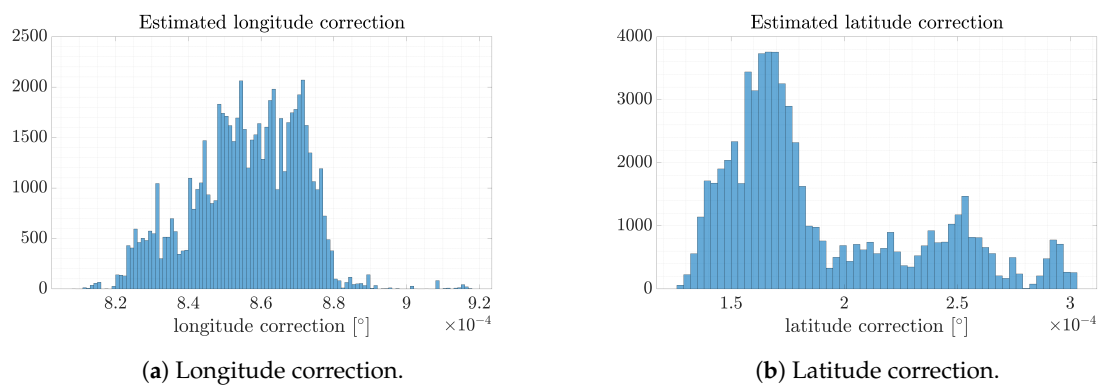 Estimated longitude correction
2500
2000
1500
1000
500
0
8.2 8.4 8.6 8.8 9 9.2
longitude correction [°] ×10⁻⁴
(a) Longitude correction.
Estimated latitude correction
4000
3000
2000
1000
0
1.5 2 2.5 3
latitude correction [°] ×10⁻⁴
(b) Latitude correction.